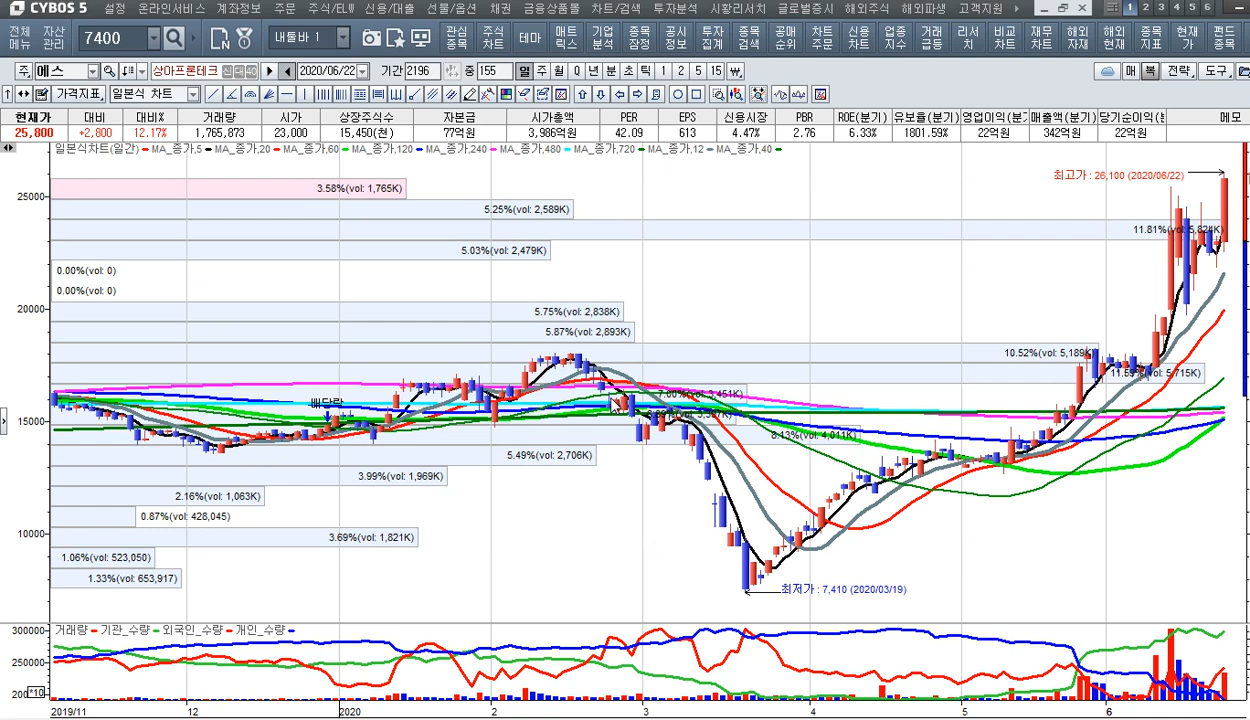 CYBOS 5 설정 온라인서비스 계좌정보 주문 주식/ELW 신용/대출 선물/옵션 채권 금융상품몰 차트/검색 투자분석 시황리서치 글로벌증시 해외주식 해외파생 고객지원 1 2 3 4 5 6
전체 메뉴 자산 관리 7400 내툴바 1 관심 종목 주식 차트 테마 매트 릭스 기업 분석 종목 잠정 공시 정보 투자 집계 종목 검색 공매 순위 차트 주문 신용 차트 업종 지수 거래 급등 리서 치 비교 차트 재무 차트 해외 자재 해외 현재 종목 지표 현재 가 펀드 종목
주 에스 상아프론테크 신 대 40 2020/06/22 기간 2196 중 155 일 주 월 Q 년 분 초 틱 1 2 5 15 매 복 전략 도구
가격지표 일본식 차트
현재가 대비 대비% 거래량 시가 상장주식수 자본금 시가총액 PER EPS 신용시장 PBR ROE(분기) 유보율(분기) 영업이익(분 매출액(분기) 당기순이익(분 메모
25,800 +2,800 12.17% 1,765,873 23,000 15,450(천) 77억원 3,986억원 42.09 613 4.47% 2.76 6.33% 1801.59% 22억원 342억원 22억원
일본식차트(일간) MA_종가,5 MA_종가,20 MA_종가,60 MA_종가,120 MA_종가,240 MA_종가,480 MA_종가,720 MA_종가,12 MA_종가,40
최고가 : 26,100 (2020/06/22)
3.58%(vol: 1,765K)
25000
5.25%(vol: 2,589K)
11.81%(vol: 5,824K)
5.03%(vol: 2,479K)
0.00%(vol: 0)
0.00%(vol: 0)
20000
5.75%(vol: 2,838K)
5.87%(vol: 2,893K)
10.52%(vol: 5,189K)
11.59%(vol: 5,715K)
7.00%(vol: 3,451K)
배당락
15000
8.13%(vol: 4,011K)
5.49%(vol: 2,706K)
3.99%(vol: 1,969K)
2.16%(vol: 1,063K)
0.87%(vol: 428,045)
10000
3.69%(vol: 1,821K)
1.06%(vol: 523,050)
1.33%(vol: 653,917)
최저가 : 7,410 (2020/03/19)
거래량 기관_수량 외국인_수량 개인_수량
300000
250000
200 *10
2019/11 12 2020 2 3 4 5 6